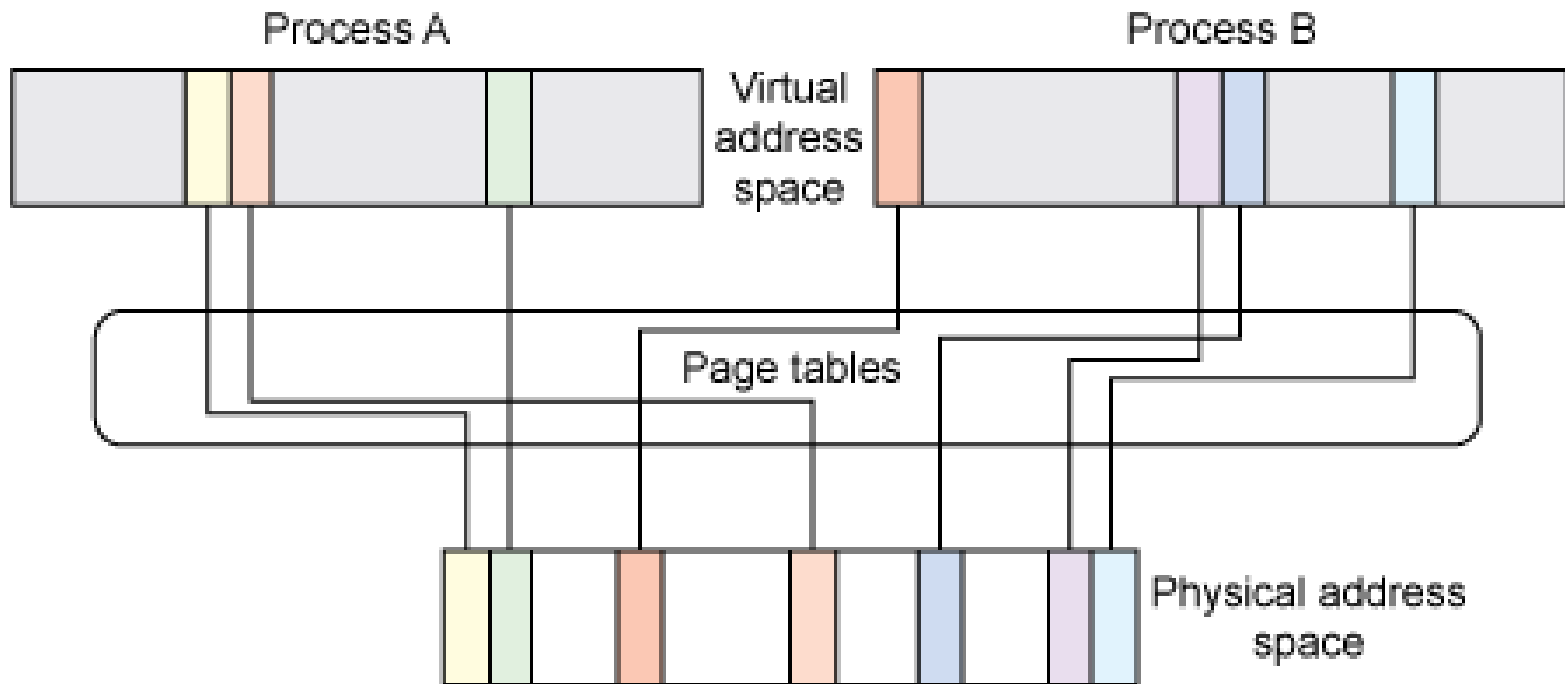 Process A
Process B
Virtual
address
space
Page tables
Physical address
space